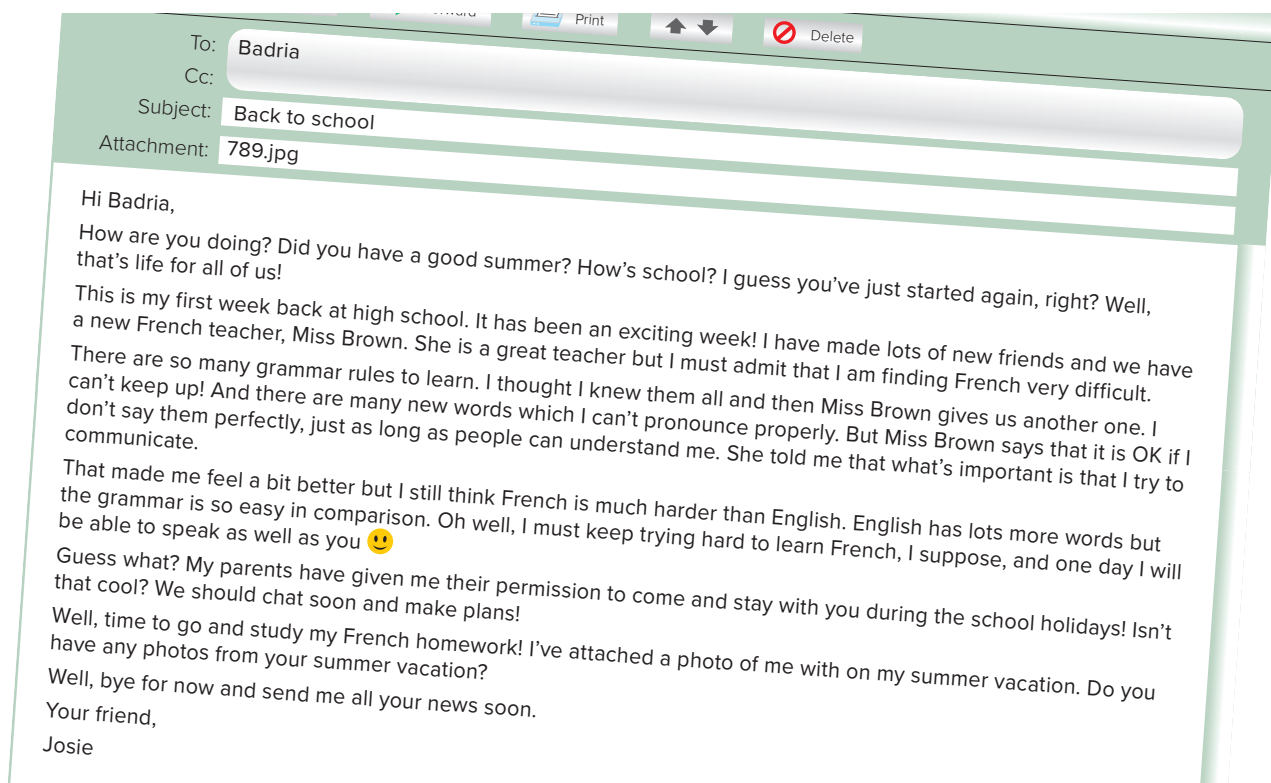 Print
Delete
To: Badria
Cc:
Subject: Back to school
Attachment: 789.jpg
Hi Badria,
How are you doing? Did you have a good summer? How's school? I guess you've just started again, right? Well,
that's life for all of us!
This is my first week back at high school. It has been an exciting week! I have made lots of new friends and we have
a new French teacher, Miss Brown. She is a great teacher but I must admit that I am finding French very difficult.
There are so many grammar rules to learn. I thought I knew them all and then Miss Brown gives us another one. I
can't keep up! And there are many new words which I can't pronounce properly. But Miss Brown says that it is OK if I
don't say them perfectly, just as long as people can understand me. She told me that what's important is that I try to
communicate.
That made me feel a bit better but I still think French is much harder than English. English has lots more words but
the grammar is so easy in comparison. Oh well, I must keep trying hard to learn French, I suppose, and one day I will
be able to speak as well as you
Guess what? My parents have given me their permission to come and stay with you during the school holidays! Isn't
that cool? We should chat soon and make plans!
Well, time to go and study my French homework! I've attached a photo of me with on my summer vacation. Do you
have any photos from your summer vacation?
Well, bye for now and send me all your news soon.
Your friend,
Josie